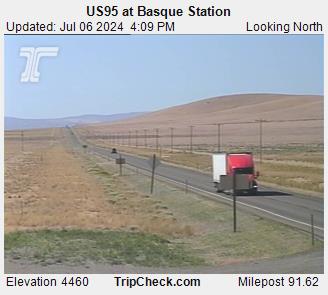 US95 at Basque Station
Updated: Jul 06 2024 4:09 PM Looking North
Elevation 4460 TripCheck.com Milepost 91.62